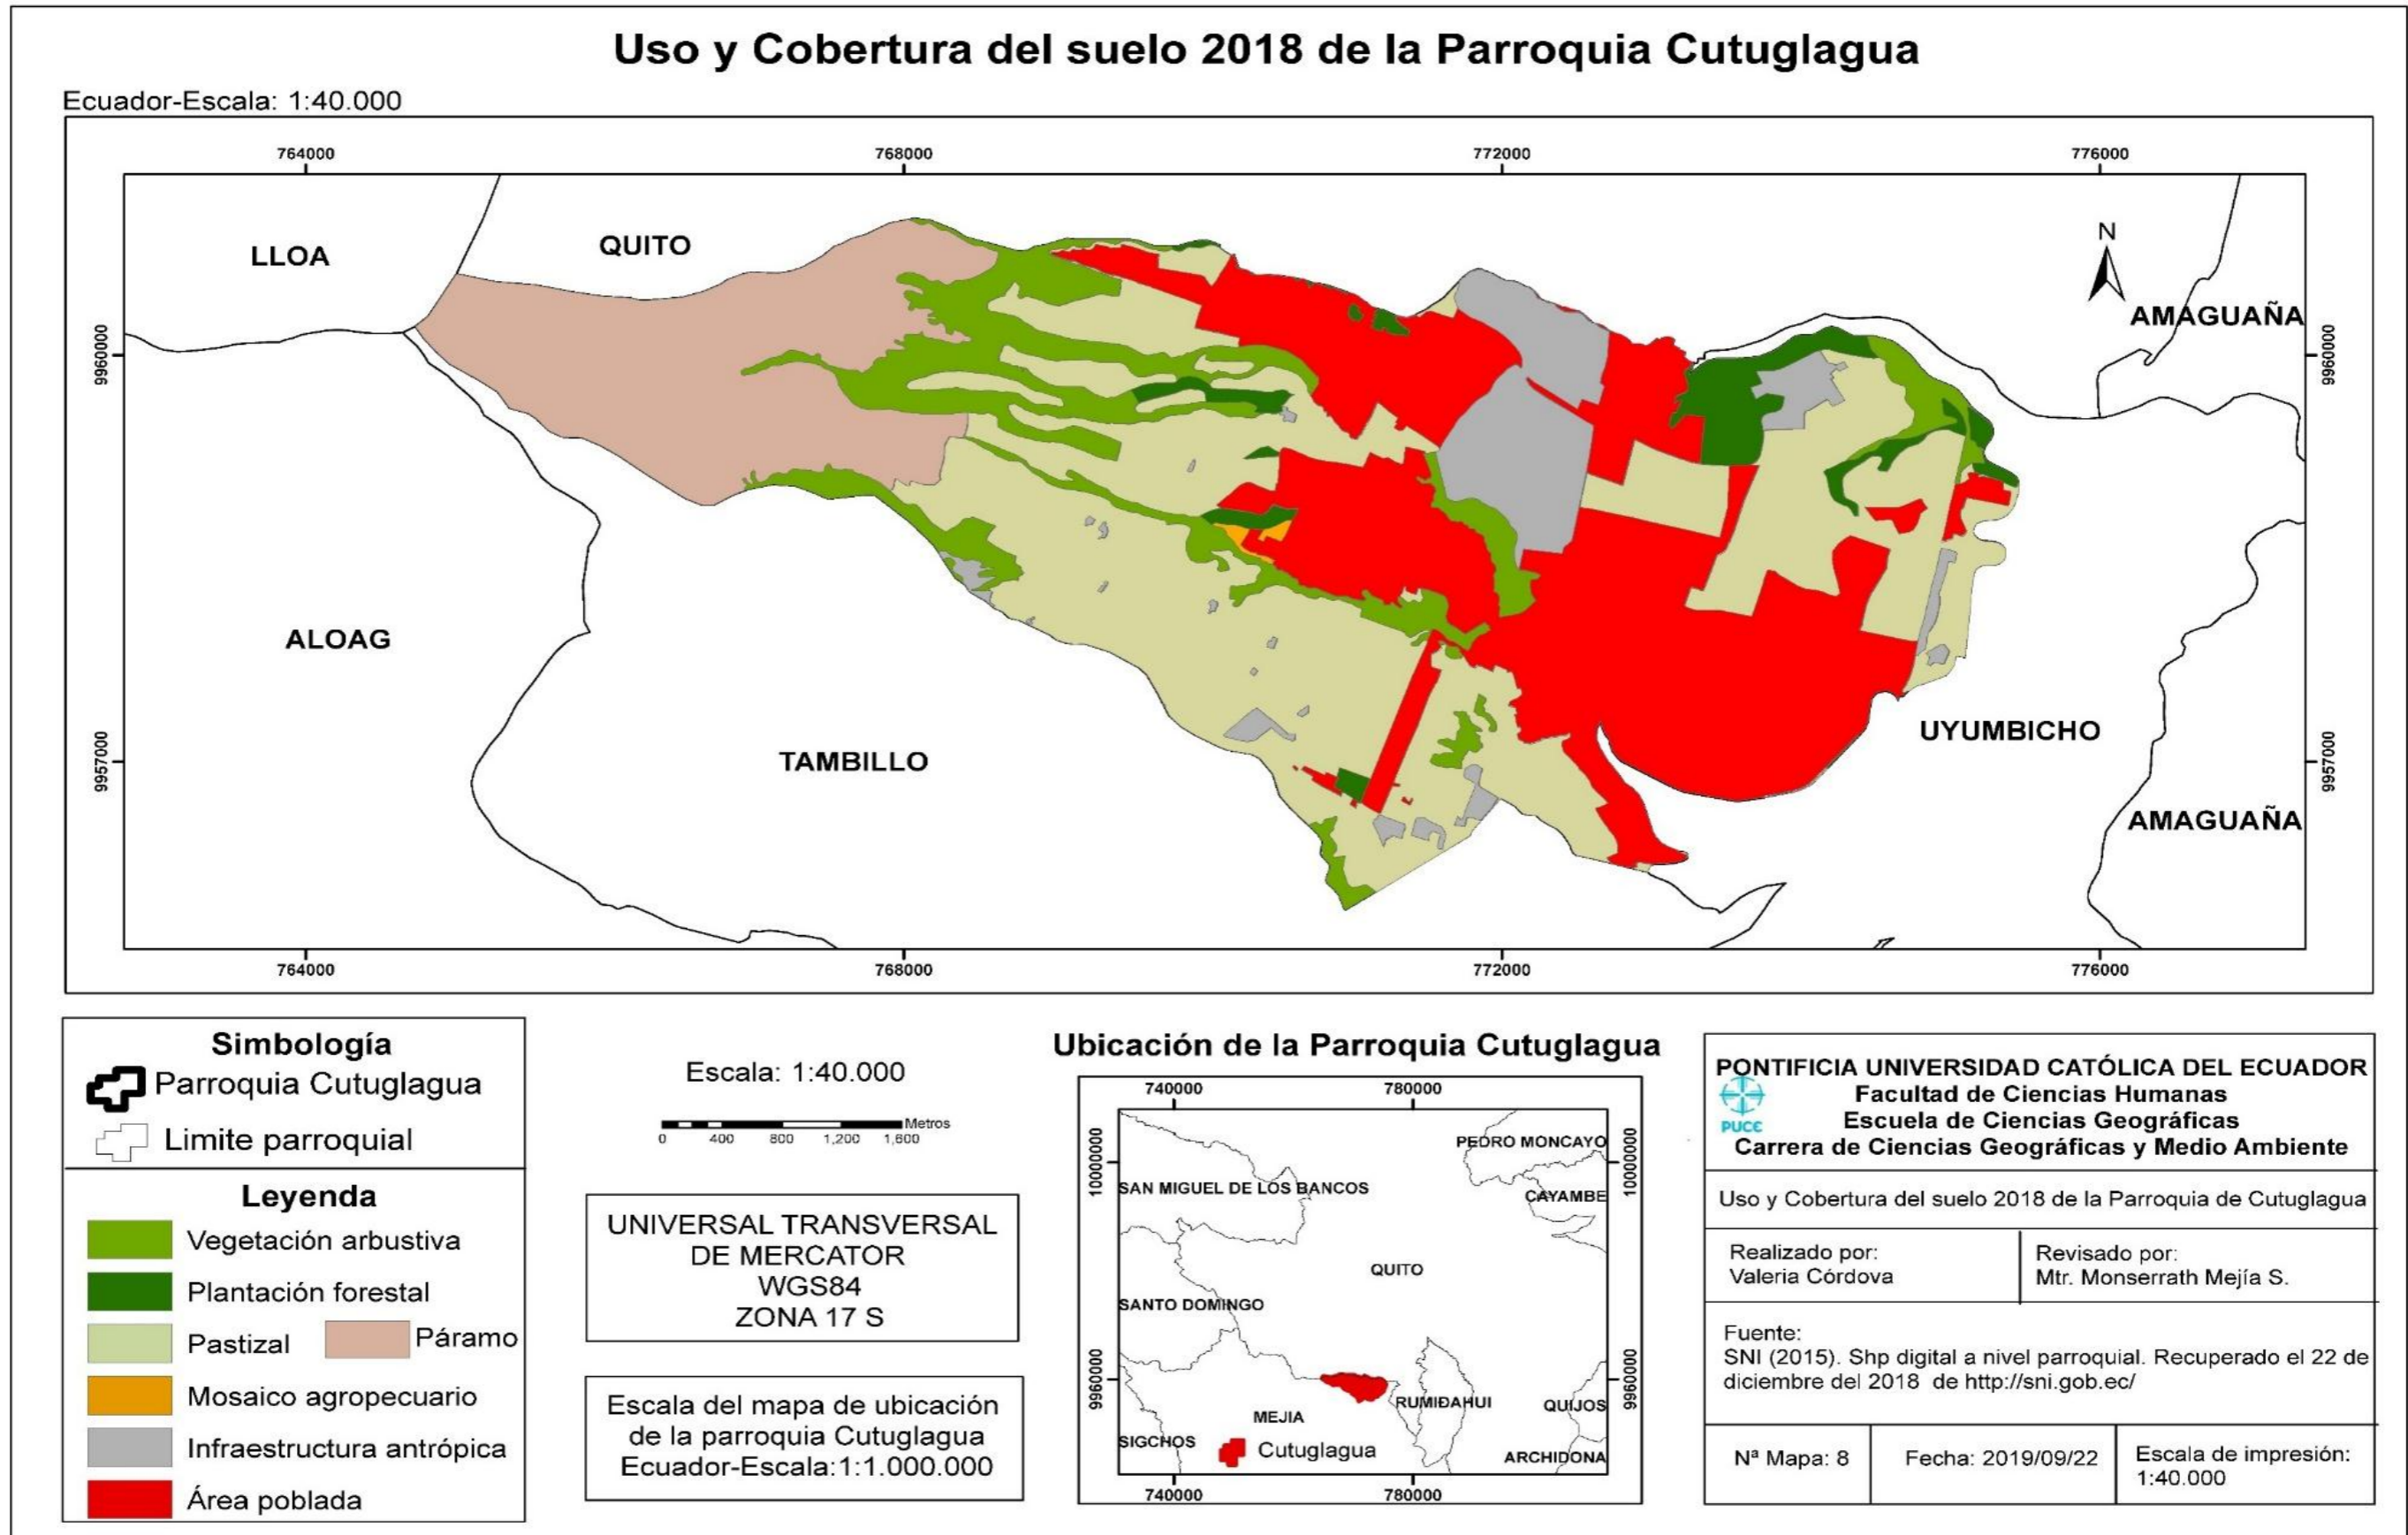 Uso y Cobertura del suelo 2018 de la Parroquia Cutuglagua
Ecuador-Escala: 1:40.000
764000
768000
772000
776000
LLOA
QUITO
N
AMAGUAÑA
9960000
9960000
ALOAG
TAMBILLO
UYUMBICHO
9957000
9957000
AMAGUAÑA
764000
768000
772000
776000
Simbología
Parroquia Cutuglagua
Limite parroquial
Leyenda
Vegetación arbustiva
Plantación forestal
Pastizal
Páramo
Mosaico agropecuario
Infraestructura antrópica
Área poblada
Escala: 1:40.000
Metros
0 400 800 1,200 1,600
UNIVERSAL TRANSVERSAL
DE MERCATOR
WGS84
ZONA 17 S
Escala del mapa de ubicación
de la parroquia Cutuglagua
Ecuador-Escala:1:1.000.000
Ubicación de la Parroquia Cutuglagua
740000
780000
10000000
10000000
PEDRO MONCAYO
SAN MIGUEL DE LOS BANCOS
CAYAMBE
QUITO
SANTO DOMINGO
9960000
9960000
RUMIÐAHUI
QUIJOS
MEJIA
SIGCHOS
Cutuglagua
ARCHIDONA
740000
780000
PONTIFICIA UNIVERSIDAD CATÓLICA DEL ECUADOR
Facultad de Ciencias Humanas
Escuela de Ciencias Geográficas
PUCE
Carrera de Ciencias Geográficas y Medio Ambiente
Uso y Cobertura del suelo 2018 de la Parroquia de Cutuglagua
Realizado por:
Valeria Córdova
Revisado por:
Mtr. Monserrath Mejía S.
Fuente:
SNI (2015). Shp digital a nivel parroquial. Recuperado el 22 de
diciembre del 2018 de http://sni.gob.ec/
Nª Mapa: 8
Fecha: 2019/09/22
Escala de impresión:
1:40.000